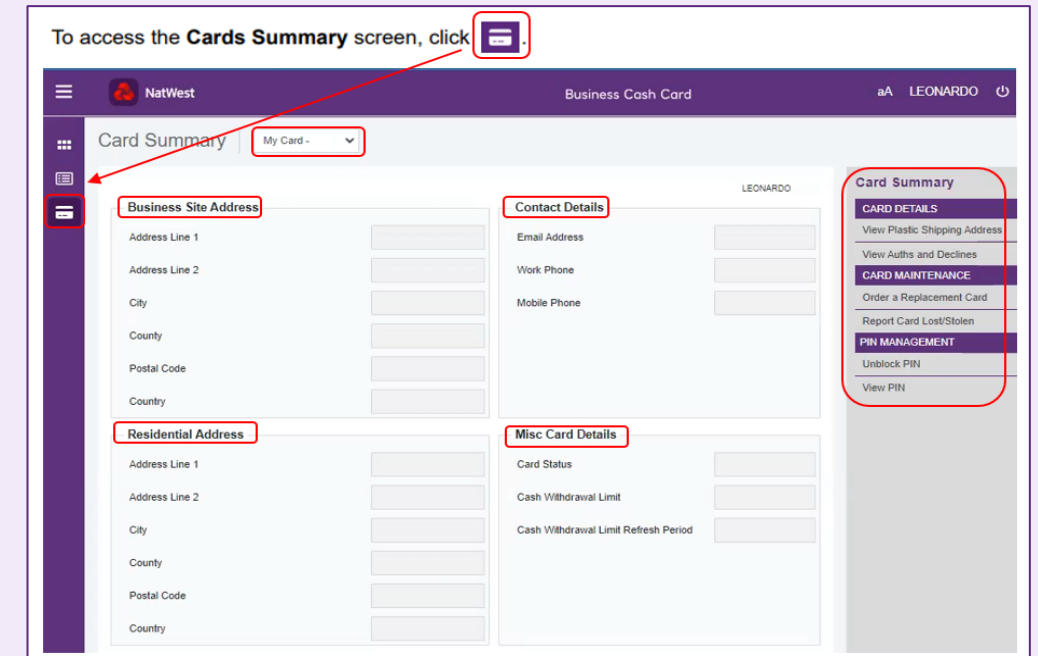 To access the Cards Summary screen, click .
NatWest
Business Cash Card
aA LEONARDO
Card Summary
My Card -
LEONARDO
Business Site Address
Address Line 1
Address Line 2
City
County
Postal Code
Country
Contact Details
Email Address
Work Phone
Mobile Phone
Residential Address
Address Line 1
Address Line 2
City
County
Postal Code
Country
Misc Card Details
Card Status
Cash Withdrawal Limit
Cash Withdrawal Limit Refresh Period
Card Summary
CARD DETAILS
View Plastic Shipping Address
View Auths and Declines
CARD MAINTENANCE
Order a Replacement Card
Report Card Lost/Stolen
PIN MANAGEMENT
Unblock PIN
View PIN